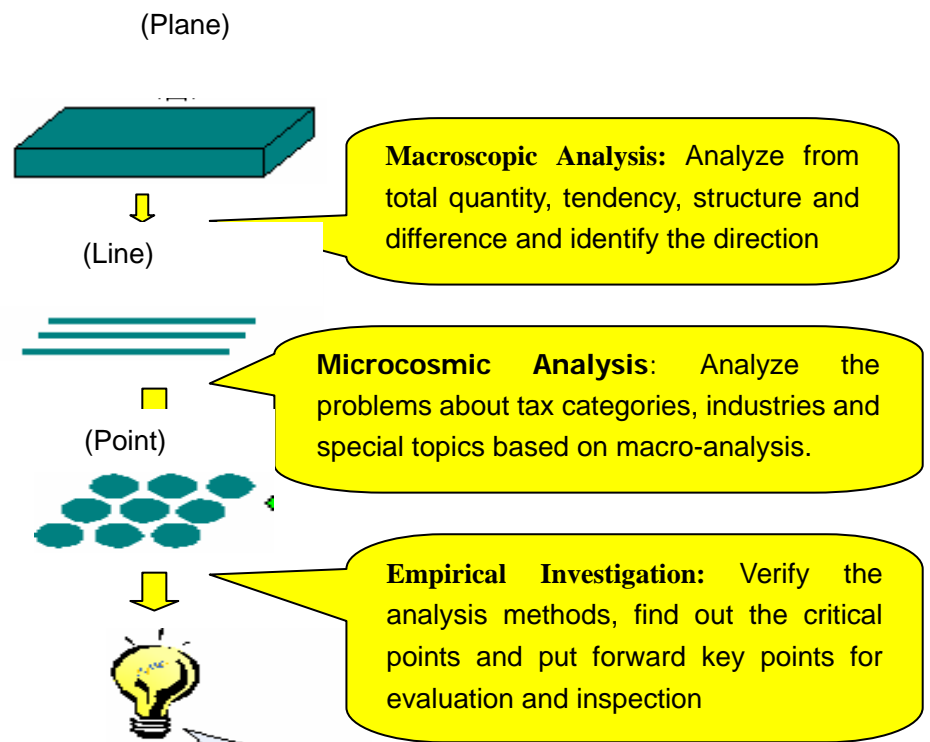 (Plane)
Macroscopic Analysis: Analyze from
total quantity, tendency, structure and
difference and identify the direction
(Line)
Microcosmic Analysis: Analyze the
problems about tax categories, industries and
special topics based on macro-analysis.
(Point)
Empirical Investigation: Verify the
analysis methods, find out the critical
points and put forward key points for
evaluation and inspection